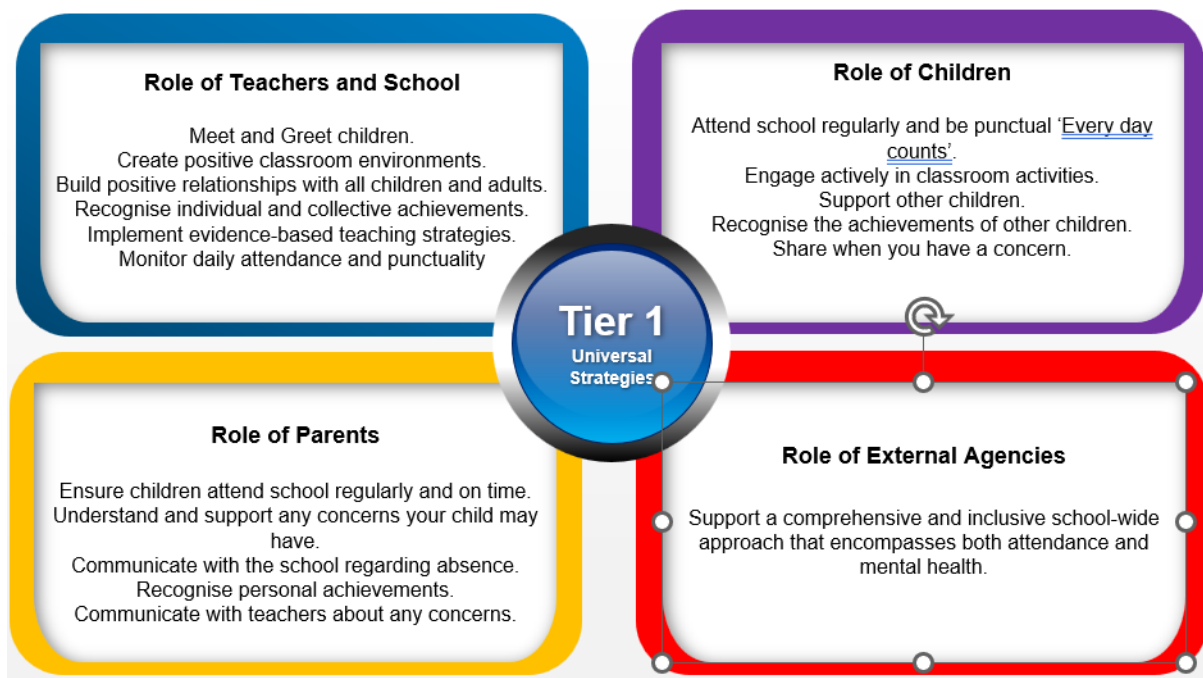 Role of Teachers and School
Meet and Greet children.
Create positive classroom environments.
Build positive relationships with all children and adults.
Recognise individual and collective achievements.
Implement evidence-based teaching strategies.
Monitor daily attendance and punctuality
Role of Children
Attend school regularly and be punctual ‘Every day
counts’.
Engage actively in classroom activities.
Support other children.
Recognise the achievements of other children.
Share when you have a concern.
Tier 1
Universal
Strategies
Role of Parents
Ensure children attend school regularly and on time.
Understand and support any concerns your child may
have.
Communicate with the school regarding absence.
Recognise personal achievements.
Communicate with teachers about any concerns.
Role of External Agencies
Support a comprehensive and inclusive school-wide
approach that encompasses both attendance and
mental health.